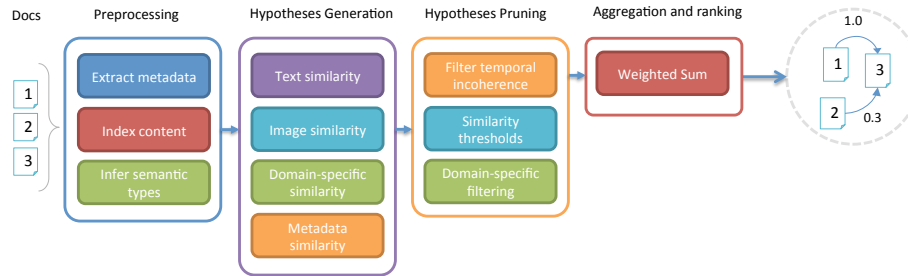 Docs
1
2
3
Preprocessing
Extract metadata
Index content
Infer semantic
types
Hypotheses Generation
Text similarity
Image similarity
Domain-specific
similarity
Metadata
similarity
Hypotheses Pruning
Filter temporal
incoherence
Similarity
thresholds
Domain-specific
filtering
Aggregation and ranking
Weighted Sum
1.0
1
3
2
0.3